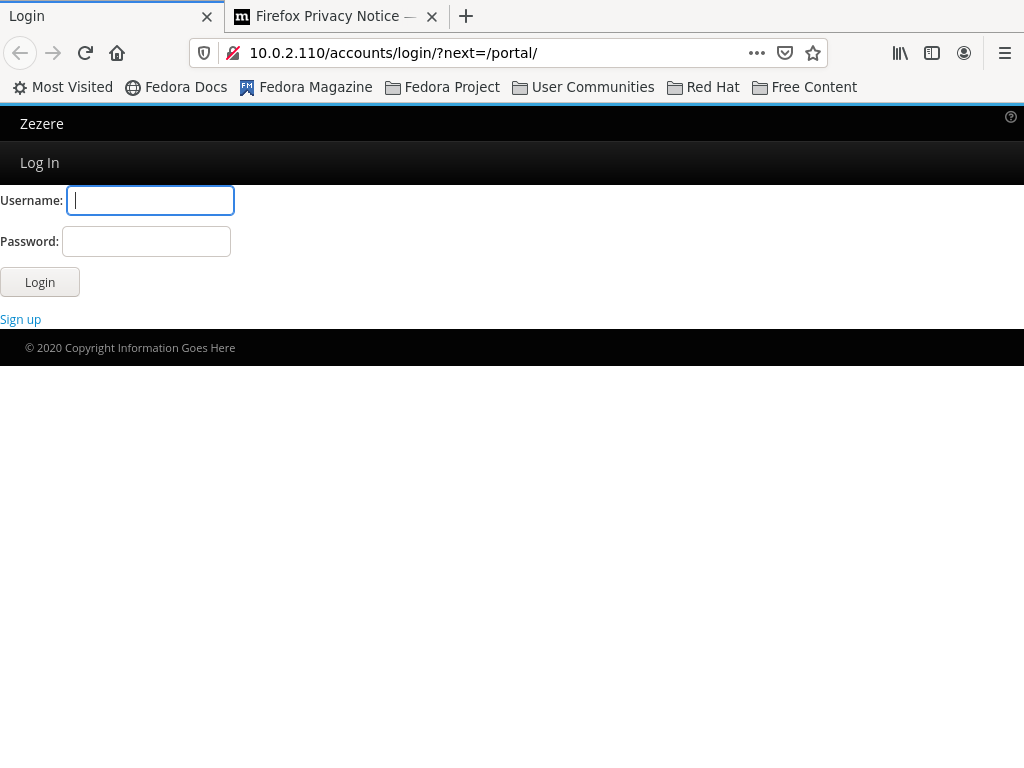 Login
Firefox Privacy Notice —
10.0.2.110/accounts/login/?next=/portal/
Most Visited
Fedora Docs
Fedora Magazine
Fedora Project
User Communities
Red Hat
Free Content
Zezere
Log In
Username:
Password:
Login
Sign up
© 2020 Copyright Information Goes Here